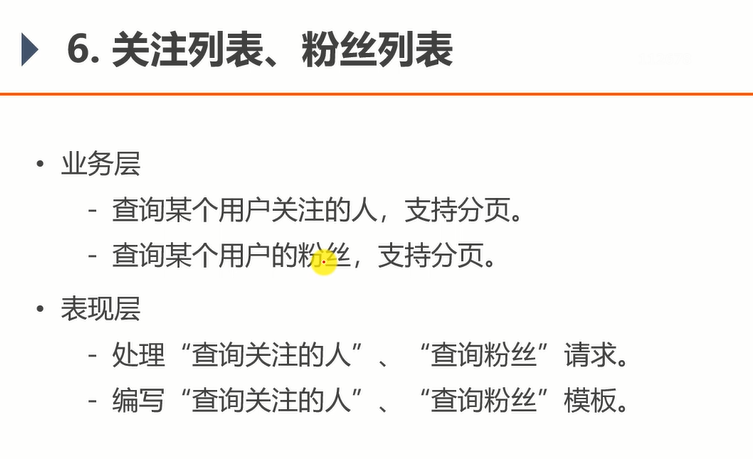 6. 关注列表、粉丝列表
• 业务层
- 查询某个用户关注的人，支持分页。
- 查询某个用户的粉丝，支持分页。
• 表现层
- 处理“查询关注的人”、“查询粉丝”请求。
- 编写“查询关注的人”、“查询粉丝”模板。